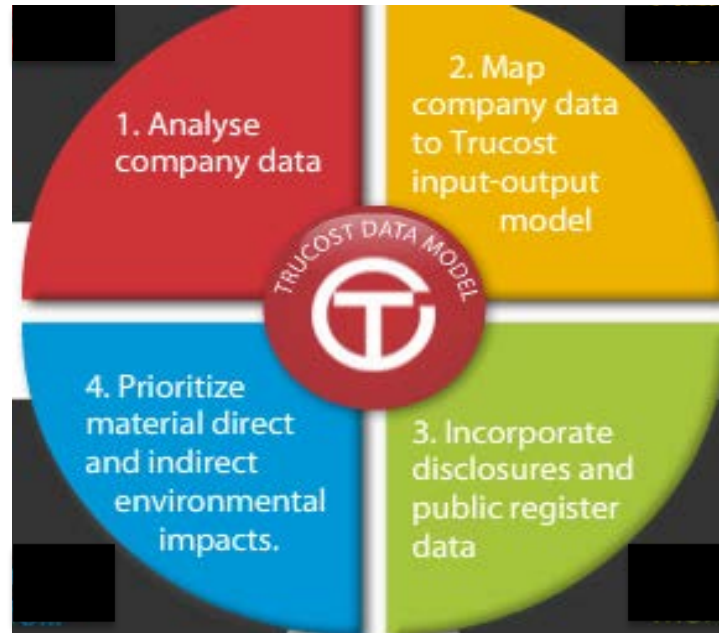 1. Analyse
company data
2. Map
company data
to Trucost
input-output
model
TRUCOST DATA MODEL
4. Prioritize
material direct
and indirect
environmental
impacts.
3. Incorporate
disclosures and
public register
data